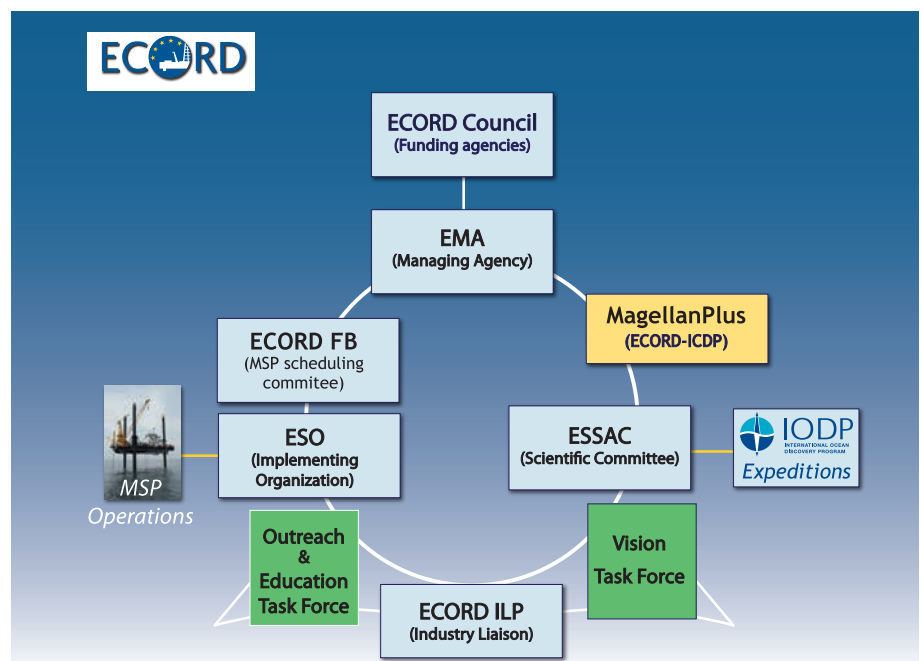 ECORD
ECORD Council
(Funding agencies)
EMA
(Managing Agency)
MagellanPlus
(ECORD-ICDP)
ECORD FB
(MSP scheduling
commitee)
ESO
(Implementing
Organization)
ESSAC
(Scientific Committee)
IODP
INTERNATIONAL OCEAN
DISCOVERY PROGRAM
Expeditions
MSP
Operations
Outreach
&
Education
Task Force
Vision
Task Force
ECORD ILP
(Industry Liaison)